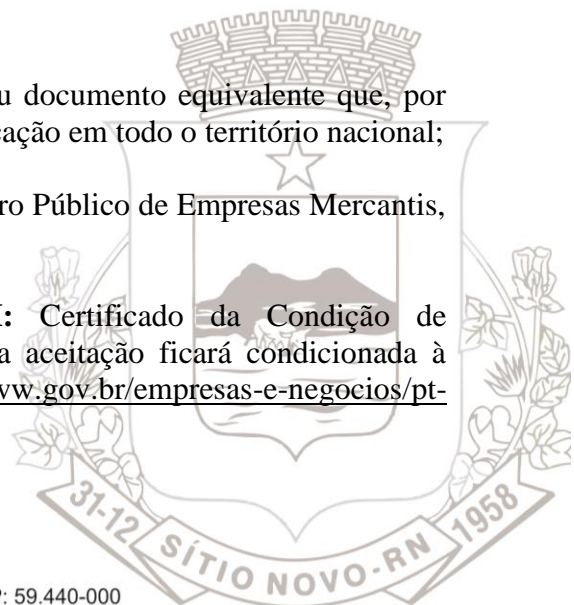 u documento equivalente que, por
cação em todo o território nacional;
ro Público de Empresas Mercantis,
I: Certificado da Condição de
a aceitação ficará condicionada à
ww.gov.br/empresas-e-negocios/pt-
31-12 SÍTIO NOVO-RN 1958
: 59.440-000